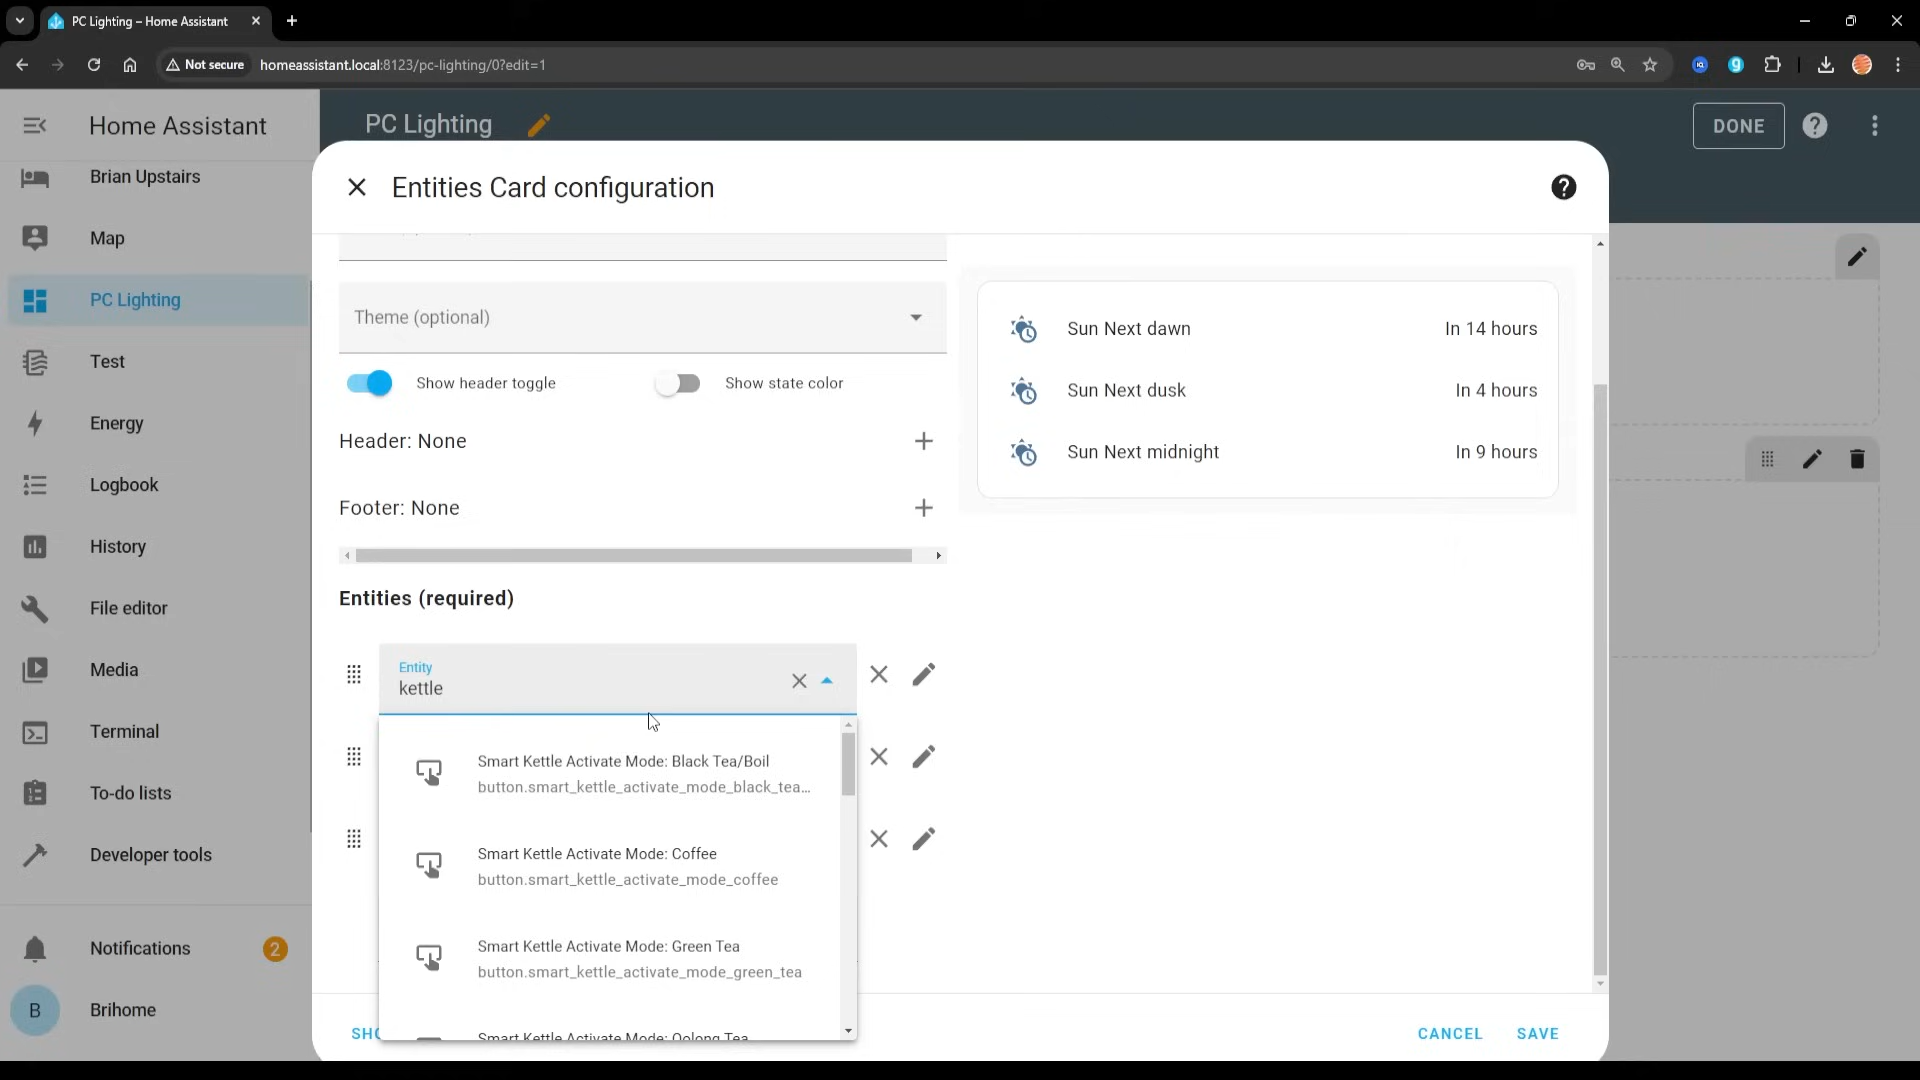 PC Lighting – Home Assistant
Not secure
homeassistant.local:8123/pc-lighting/0?edit=1
Home Assistant
PC Lighting
DONE
Brian Upstairs
Map
PC Lighting
Test
Energy
Logbook
History
File editor
Media
Terminal
To-do lists
Developer tools
Notifications
2
B
Brihome
Entities Card configuration
Theme (optional)
Show header toggle
Show state color
Header: None
Footer: None
Entities (required)
Entity
kettle
Smart Kettle Activate Mode: Black Tea/Boil
button.smart_kettle_activate_mode_black_tea...
Smart Kettle Activate Mode: Coffee
button.smart_kettle_activate_mode_coffee
Smart Kettle Activate Mode: Green Tea
button.smart_kettle_activate_mode_green_tea
Smart Kettle Activate Mode: Oolong Tea
Sun Next dawn
In 14 hours
Sun Next dusk
In 4 hours
Sun Next midnight
In 9 hours
CANCEL
SAVE